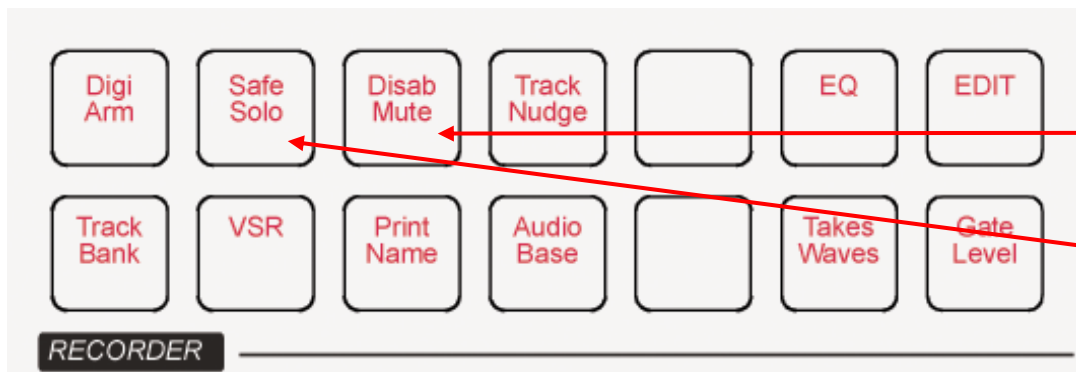 Digi
Arm
Safe
Solo
Disab
Mute
Track
Nudge
EQ
EDIT
Track
Bank
VSR
Print
Name
Audio
Base
Takes
Waves
Gate
Level
RECORDER